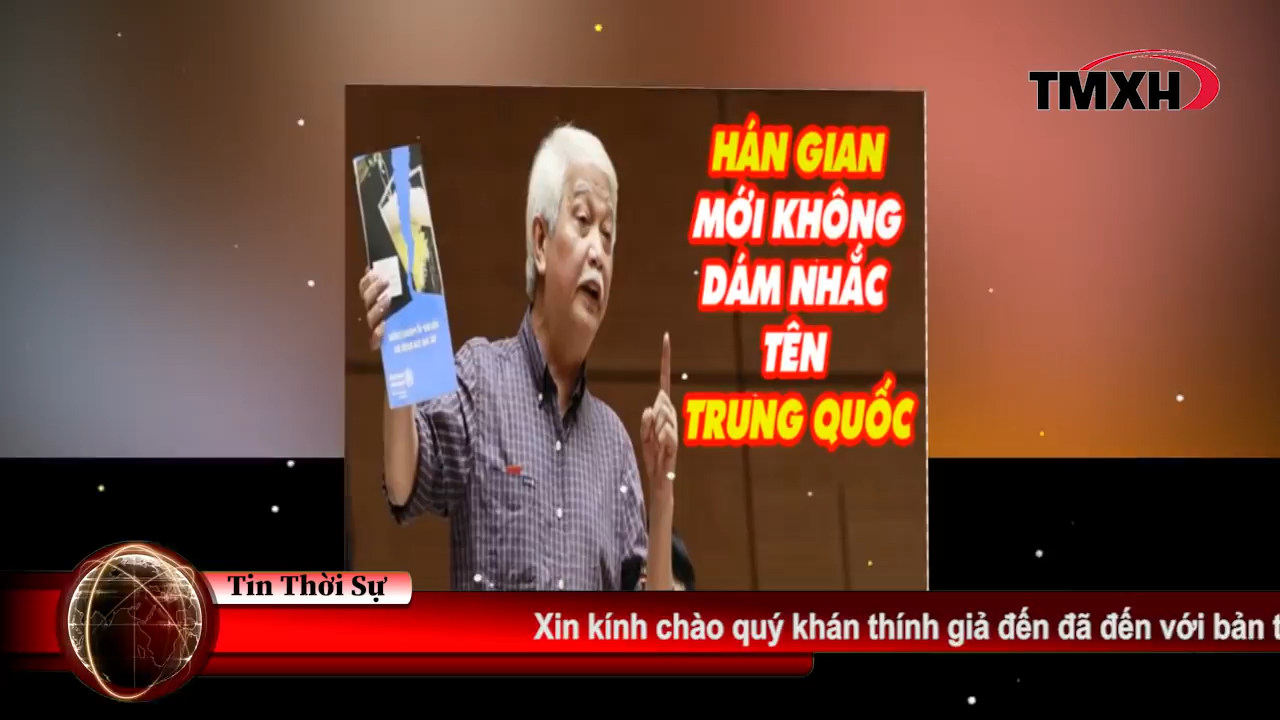 TMXH
HÁN GIAN
MỚI KHÔNG
DÁM NHẮC
TÊN
TRUNG QUỐC
Tin Thời Sự
Xin kính chào quý khán thính giả đến đã đến với bản